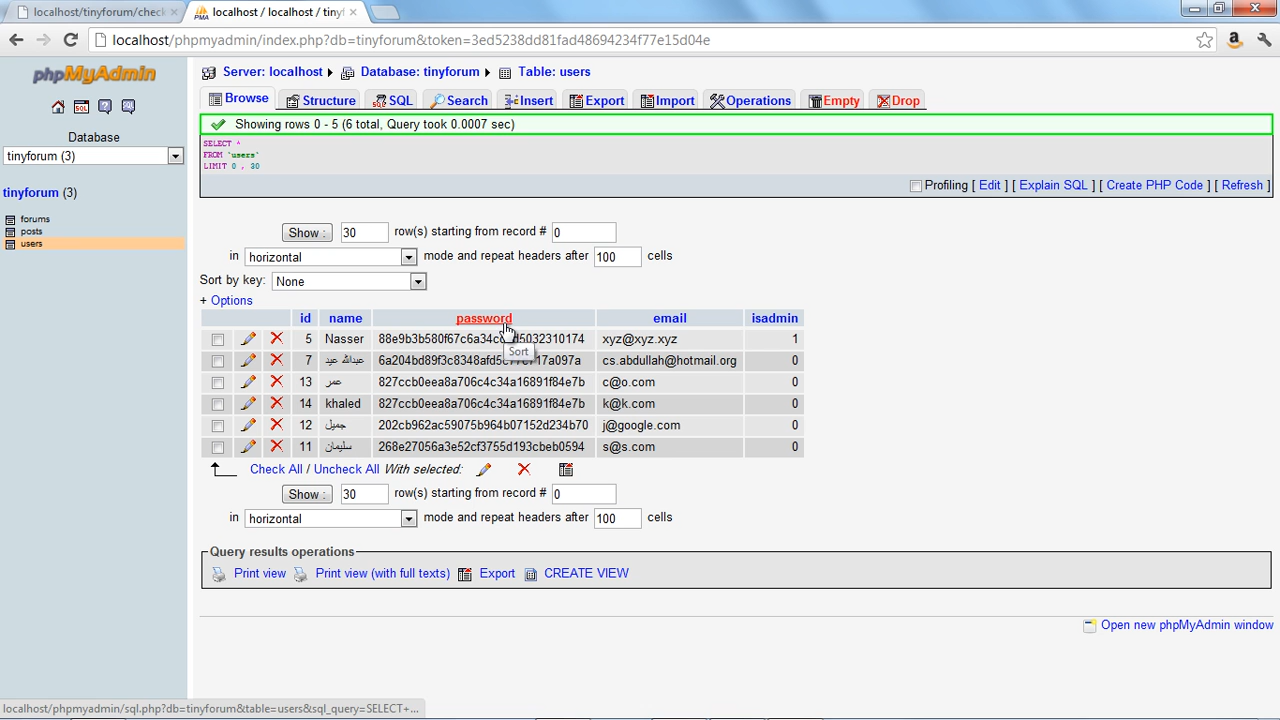 localhost/tinyforum/check
localhost / localhost / tinyf
localhost/phpmyadmin/index.php?db=tinyforum&token=3ed5238dd81fad48694234f77e15d04e
phpMyAdmin
Database
tinyforum (3)
tinyforum (3)
forums
posts
users
Server: localhost Database: tinyforum Table: users
Browse Structure SQL Search Insert Export Import Operations Empty Drop
Showing rows 0 - 5 (6 total, Query took 0.0007 sec)
SELECT *
FROM `users`
LIMIT 0 , 30
Profiling [ Edit ] [ Explain SQL ] [ Create PHP Code ] [ Refresh ]
Show : 30 row(s) starting from record # 0
in horizontal mode and repeat headers after 100 cells
Sort by key: None
+ Options
id name password email isadmin
5 Nasser xyz@xyz.xyz 1
7 عبدالله عيد cs.abdullah@hotmail.org 0
Sort
13 عمر 827ccb0eea8a706c4c34a16891f84e7b c@o.com 0
14 khaled 827ccb0eea8a706c4c34a16891f84e7b k@k.com 0
12 جميل 202cb962ac59075b964b07152d234b70 j@google.com 0
11 سليمان 268e27056a3e52cf3755d193cbeb0594 s@s.com 0
Check All / Uncheck All With selected:
Show : 30 row(s) starting from record # 0
in horizontal mode and repeat headers after 100 cells
Query results operations
Print view Print view (with full texts) Export CREATE VIEW
Open new phpMyAdmin window
localhost/phpmyadmin/sql.php?db=tinyforum&table=users&sql_query=SELECT+...